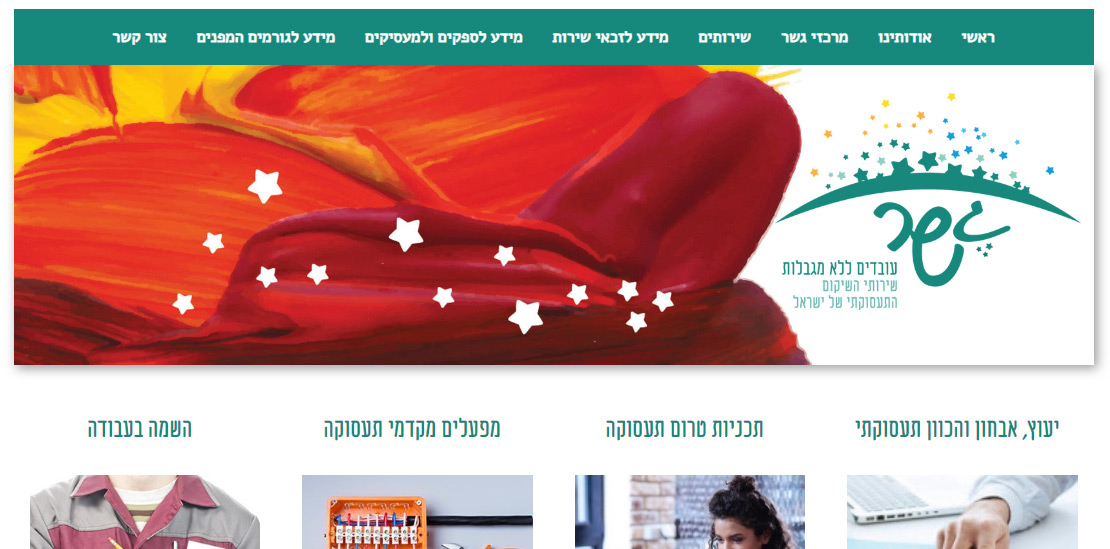 ראשי
אודותינו
מרכזי גשר
שירותים
מידע לזכאי שירות
מידע לספקים ולמעסיקים
מידע לגורמים המפנים
צור קשר
גשר
עובדים ללא מגבלות
שירותי השיקום
התעסוקתי של ישראל
יעוץ, אבחון והכוון תעסוקתי
תכניות טרום תעסוקה
מפעלים מקדמי תעסוקה
השמה בעבודה